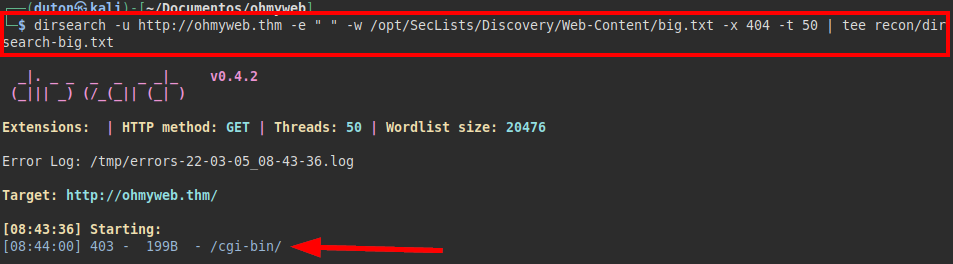 (duton㉿kali)-[~/Documentos/ohmyweb]
$ dirsearch -u http://ohmyweb.thm -e " " -w /opt/SecLists/Discovery/Web-Content/big.txt -x 404 -t 50 | tee recon/dir
search-big.txt
_|. _ _ _ _ _ _|_ v0.4.2
(_||| _) (/_(_|| (_| )
Extensions: | HTTP method: GET | Threads: 50 | Wordlist size: 20476
Error Log: /tmp/errors-22-03-05_08-43-36.log
Target: http://ohmyweb.thm/
[08:43:36] Starting:
[08:44:00] 403 - 199B - /cgi-bin/